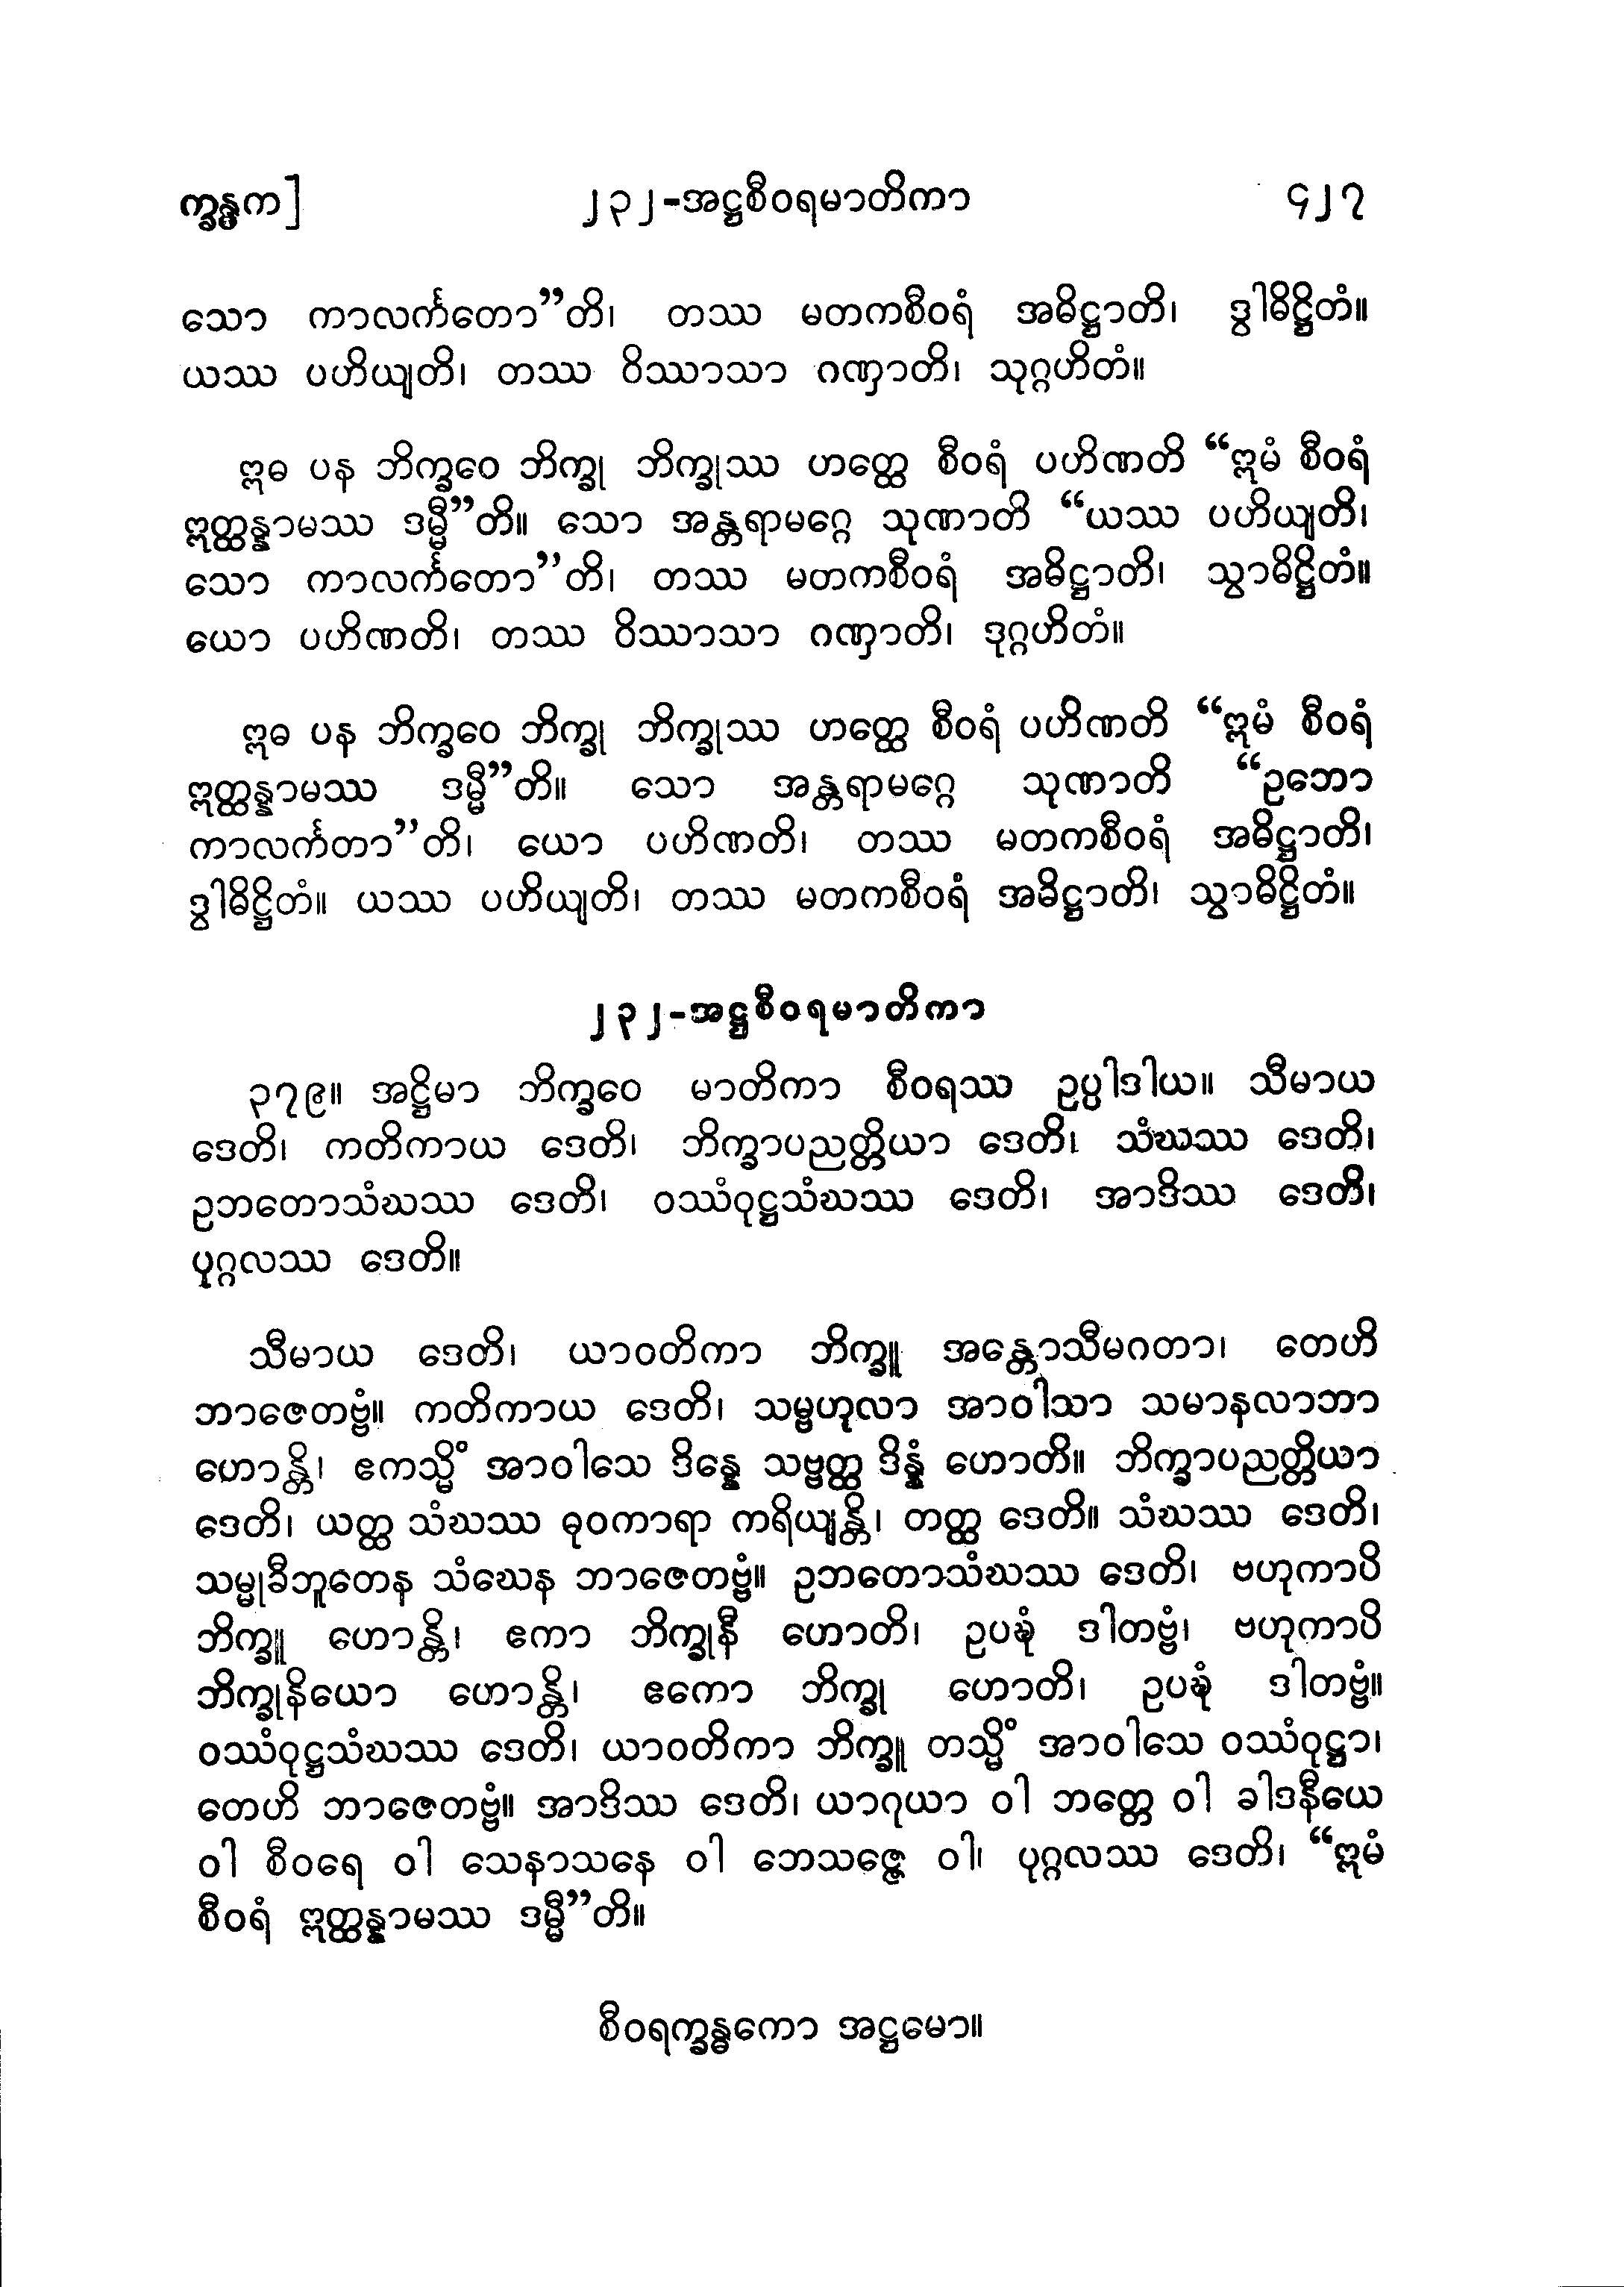 က္ခန္ဓက]
၂၃၂-အဋ္ဌစီဝရမာတိကာ
၄၂၇
သော ကာလင်္ကတော”တိ၊ တဿ မတကစီဝရံ အဓိဋ္ဌာတိ၊ ဒွါဓိဋ္ဌိတံ။
ယဿ ပဟိယျတိ၊ တဿ ဝိဿာသာ ဂဏှာတိ၊ သုဂ္ဂဟိတံ။
ဣဓ ပန ဘိက္ခဝေ ဘိက္ခု ဘိက္ခုဿ ဟတ္ထေ စီဝရံ ပဟိဏတိ “ဣမံ စီဝရံ
ဣတ္ထန္နာမဿ ဒမ္မီ”တိ။ သော အန္တရာမဂ္ဂေ သုဏာတိ “ယဿ ပဟိယျတိ၊
သော ကာလင်္ကတော”တိ၊ တဿ မတကစီဝရံ အဓိဋ္ဌာတိ၊ သွာဓိဋ္ဌိတံ။
ယော ပဟိဏတိ၊ တဿ ဝိဿာသာ ဂဏှာတိ၊ ဒုဂ္ဂဟိတံ။
ဣဓ ပန ဘိက္ခဝေ ဘိက္ခု ဘိက္ခုဿ ဟတ္ထေ စီဝရံ ပဟိဏတိ “ဣမံ စီဝရံ
ဣတ္ထန္နာမဿ ဒမ္မီ”တိ။ သော အန္တရာမဂ္ဂေ သုဏာတိ “ဥဘော
ကာလင်္ကတာ”တိ၊ ယော ပဟိဏတိ၊ တဿ မတကစီဝရံ အဓိဋ္ဌာတိ၊
ဒွါဓိဋ္ဌိတံ။ ယဿ ပဟိယျတိ၊ တဿ မတကစီဝရံ အဓိဋ္ဌာတိ၊ သွာဓိဋ္ဌိတံ။
၂၃၂-အဋ္ဌစီဝရမာတိကာ
၃၇၉။ အဋ္ဌိမာ ဘိက္ခဝေ မာတိကာ စီဝရဿ ဥပ္ပါဒါယ။ သီမာယ
ဒေတိ၊ ကတိကာယ ဒေတိ၊ ဘိက္ခာပညတ္တိယာ ဒေတိ၊ သံဃဿ ဒေတိ၊
ဥဘတောသံဃဿ ဒေတိ၊ ဝဿံဝုဋ္ဌသံဃဿ ဒေတိ၊ အာဒိဿ ဒေတိ၊
ပုဂ္ဂလဿ ဒေတိ။
သီမာယ ဒေတိ၊ ယာဝတိကာ ဘိက္ခူ အန္တောသီမဂတာ၊ တေဟိ
ဘာဇေတဗ္ဗံ။ ကတိကာယ ဒေတိ၊ သမ္ဗဟုလာ အာဝါသာ သမာနလာဘာ
ဟောန္တိ၊ ဧကသ္မိံ အာဝါသေ ဒိန္နေ သဗ္ဗတ္ထ ဒိန္နံ ဟောတိ။ ဘိက္ခာပညတ္တိယာ
ဒေတိ၊ ယတ္ထ သံဃဿ ဓုဝကာရာ ကရိယျန္တိ၊ တတ္ထ ဒေတိ။ သံဃဿ ဒေတိ၊
သမ္မုခီဘူတေန သံဃေန ဘာဇေတဗ္ဗံ။ ဥဘတောသံဃဿ ဒေတိ၊ ဗဟုကာပိ
ဘိက္ခူ ဟောန္တိ၊ ဧကာ ဘိက္ခုနီ ဟောတိ၊ ဥပဍ္ဎံ ဒါတဗ္ဗံ၊ ဗဟုကာပိ
ဘိက္ခုနိယော ဟောန္တိ၊ ဧကော ဘိက္ခု ဟောတိ၊ ဥပဍ္ဎံ ဒါတဗ္ဗံ။
ဝဿံဝုဋ္ဌသံဃဿ ဒေတိ၊ ယာဝတိကာ ဘိက္ခူ တသ္မိံ အာဝါသေ ဝဿံဝုဋ္ဌာ၊
တေဟိ ဘာဇေတဗ္ဗံ။ အာဒိဿ ဒေတိ၊ ယာဂုယာ ဝါ ဘတ္တေ ဝါ ခါဒနီယေ
ဝါ စီဝရေ ဝါ သေနာသနေ ဝါ ဘေသဇ္ဇေ ဝါ၊ ပုဂ္ဂလဿ ဒေတိ၊ “ဣမံ
စီဝရံ ဣတ္ထန္နာမဿ ဒမ္မီ”တိ။
စီဝရက္ခန္ဓကော အဋ္ဌမော။